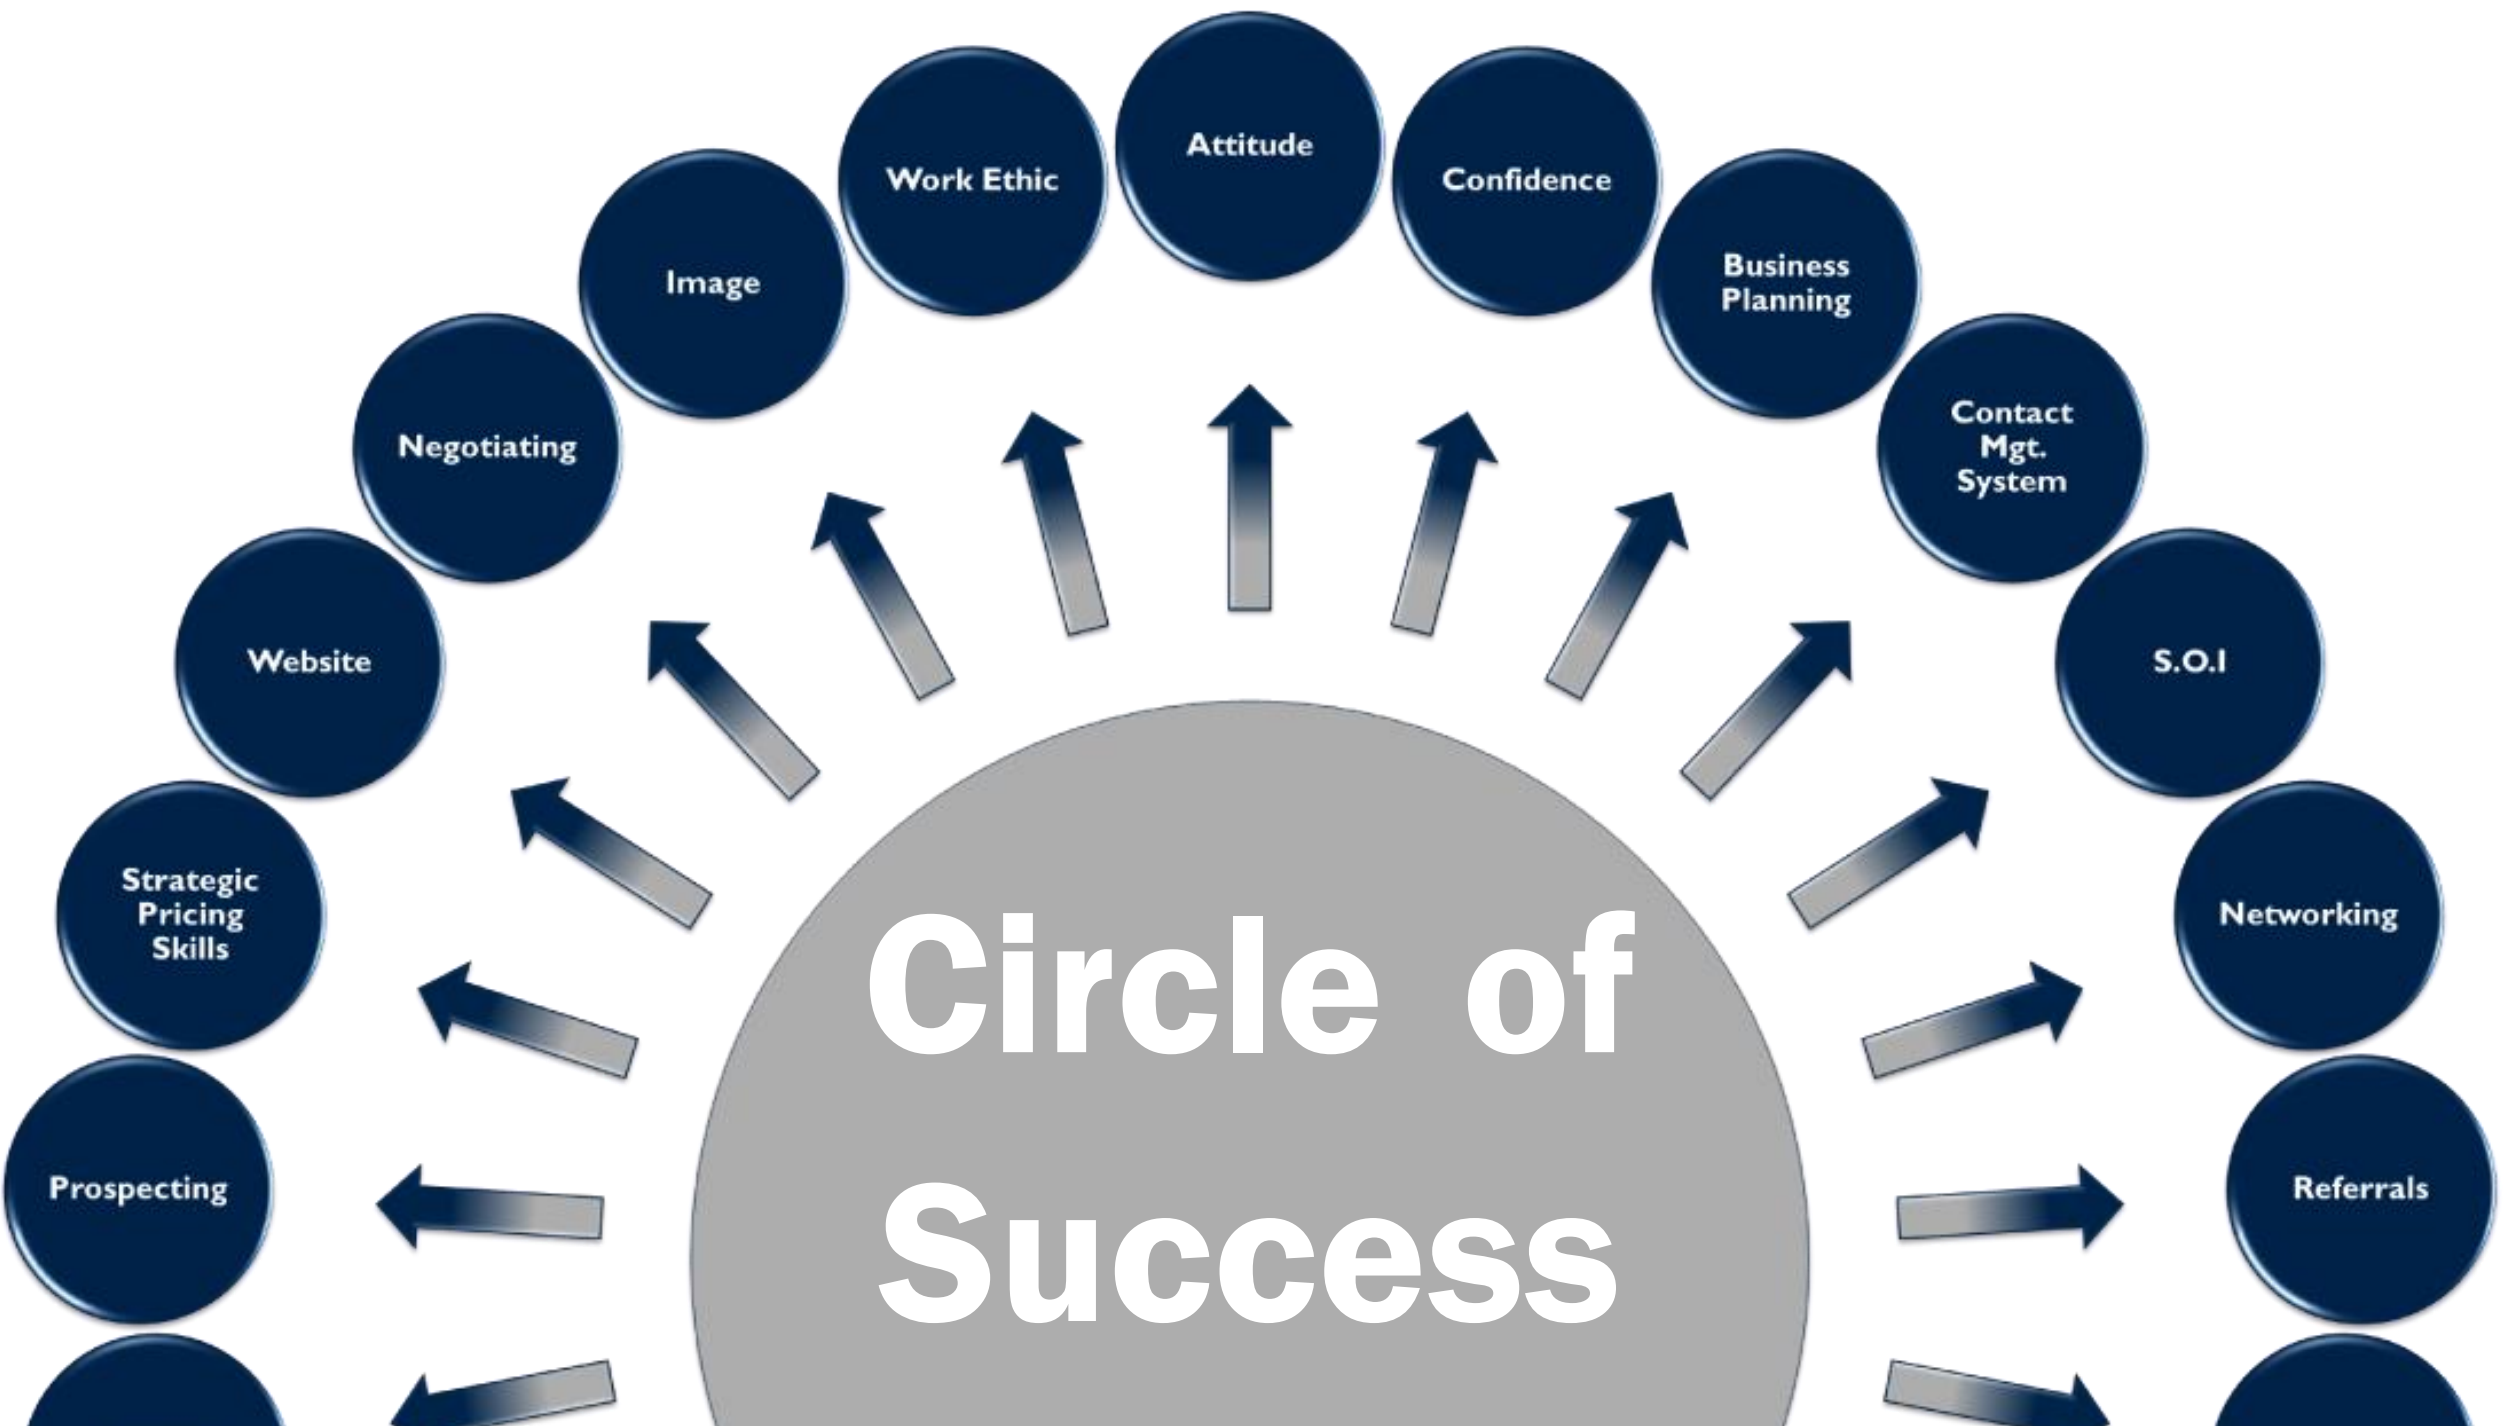 Attitude
Work Ethic
Confidence
Image
Business
Planning
Negotiating
Contact
Mgt.
System
Website
S.O.I
Strategic
Pricing
Skills
Networking
Circle of
Success
Prospecting
Referrals